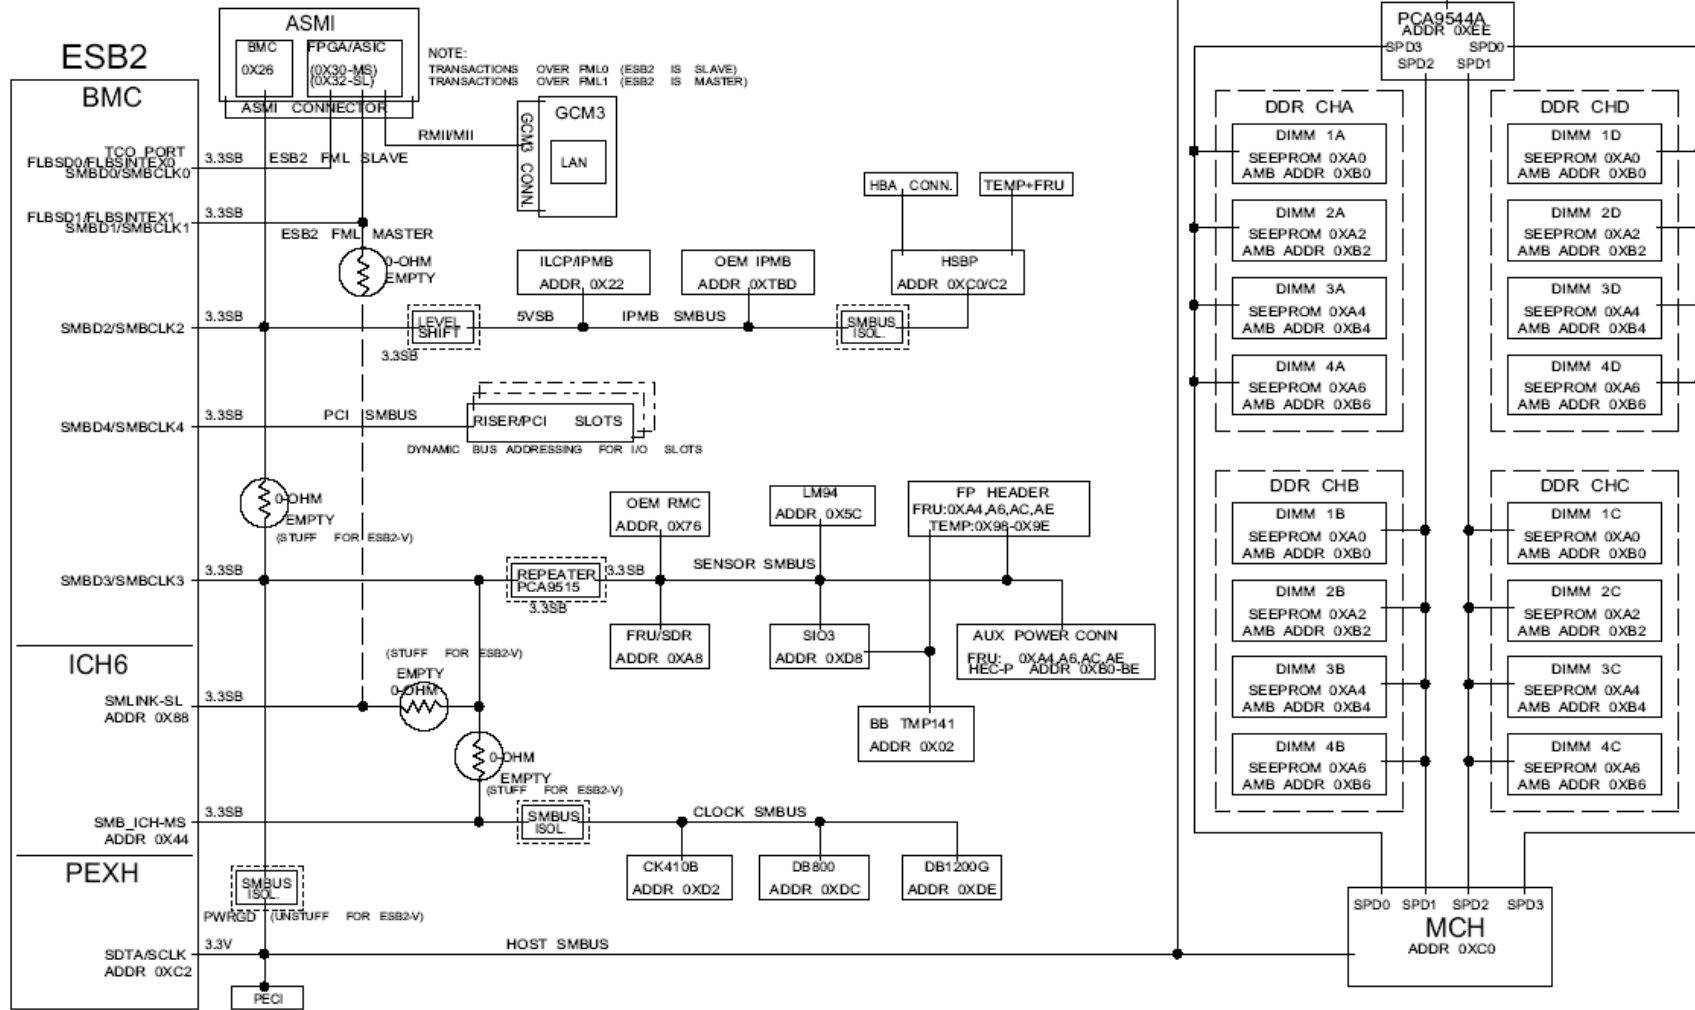 ESB2
BMC
TCO PORT
FLBSD0/FLBSINTEX0
SMBD0/SMBCLK0
FLBSD1/FLBSINTEX1
SMBD1/SMBCLK1
SMBD2/SMBCLK2
SMBD4/SMBCLK4
SMBD3/SMBCLK3
ICH6
SMLINK-SL
ADDR 0X88
SMB_ICH-MS
ADDR 0X44
PEXH
SDTA/SCLK
ADDR 0XC2
ASMI
BMC
0X26
FPGA/ASIC
(0X30-MS)
(0X32-SL)
ASMI CONNECTOR
NOTE:
TRANSACTIONS OVER FML0 (ESB2 IS SLAVE)
TRANSACTIONS OVER FML1 (ESB2 IS MASTER)
GCM3
GCM3 CONN.
LAN
RMII/MII
3.3SB
ESB2 FML SLAVE
3.3SB
ESB2 FML MASTER
0-OHM
EMPTY
HBA CONN.
TEMP+FRU
ILCP/IPMB
ADDR 0X22
OEM IPMB
ADDR 0XTBD
HSBP
ADDR 0XC0/C2
3.3SB
LEVEL
SHIFT
3.3SB
5VSB
IPMB SMBUS
SMBUS
ISOL.
3.3SB
PCI SMBUS
RISER/PCI SLOTS
DYNAMIC BUS ADDRESSING FOR I/O SLOTS
0-OHM
EMPTY
(STUFF FOR ESB2-V)
OEM RMC
ADDR 0X76
LM94
ADDR 0X5C
FP HEADER
FRU:0XA4,A6,AC,AE
TEMP:0X98-0X9E
3.3SB
REPEATER
PCA9515
3.3SB
3.3SB
SENSOR SMBUS
FRU/SDR
ADDR 0XA8
SIO3
ADDR 0XD8
AUX POWER CONN
FRU: 0XA4,A6,AC,AE
HEC-P ADDR 0XB0-BE
(STUFF FOR ESB2-V)
EMPTY
0-OHM
3.3SB
BB TMP141
ADDR 0X02
0-OHM
EMPTY
(STUFF FOR ESB2-V)
3.3SB
SMBUS
ISOL.
CLOCK SMBUS
CK410B
ADDR 0XD2
DB800
ADDR 0XDC
DB1200G
ADDR 0XDE
SMBUS
ISOL.
PWRGD (UNSTUFF FOR ESB2-V)
3.3V
HOST SMBUS
PECI
PCA9544A
ADDR 0XEE
SPD3 SPD0
SPD2 SPD1
DDR CHA
DIMM 1A
SEEPROM 0XA0
AMB ADDR 0XB0
DIMM 2A
SEEPROM 0XA2
AMB ADDR 0XB2
DIMM 3A
SEEPROM 0XA4
AMB ADDR 0XB4
DIMM 4A
SEEPROM 0XA6
AMB ADDR 0XB6
DDR CHD
DIMM 1D
SEEPROM 0XA0
AMB ADDR 0XB0
DIMM 2D
SEEPROM 0XA2
AMB ADDR 0XB2
DIMM 3D
SEEPROM 0XA4
AMB ADDR 0XB4
DIMM 4D
SEEPROM 0XA6
AMB ADDR 0XB6
DDR CHB
DIMM 1B
SEEPROM 0XA0
AMB ADDR 0XB0
DIMM 2B
SEEPROM 0XA2
AMB ADDR 0XB2
DIMM 3B
SEEPROM 0XA4
AMB ADDR 0XB4
DIMM 4B
SEEPROM 0XA6
AMB ADDR 0XB6
DDR CHC
DIMM 1C
SEEPROM 0XA0
AMB ADDR 0XB0
DIMM 2C
SEEPROM 0XA2
AMB ADDR 0XB2
DIMM 3C
SEEPROM 0XA4
AMB ADDR 0XB4
DIMM 4C
SEEPROM 0XA6
AMB ADDR 0XB6
SPD0 SPD1 SPD2 SPD3
MCH
ADDR 0XC0